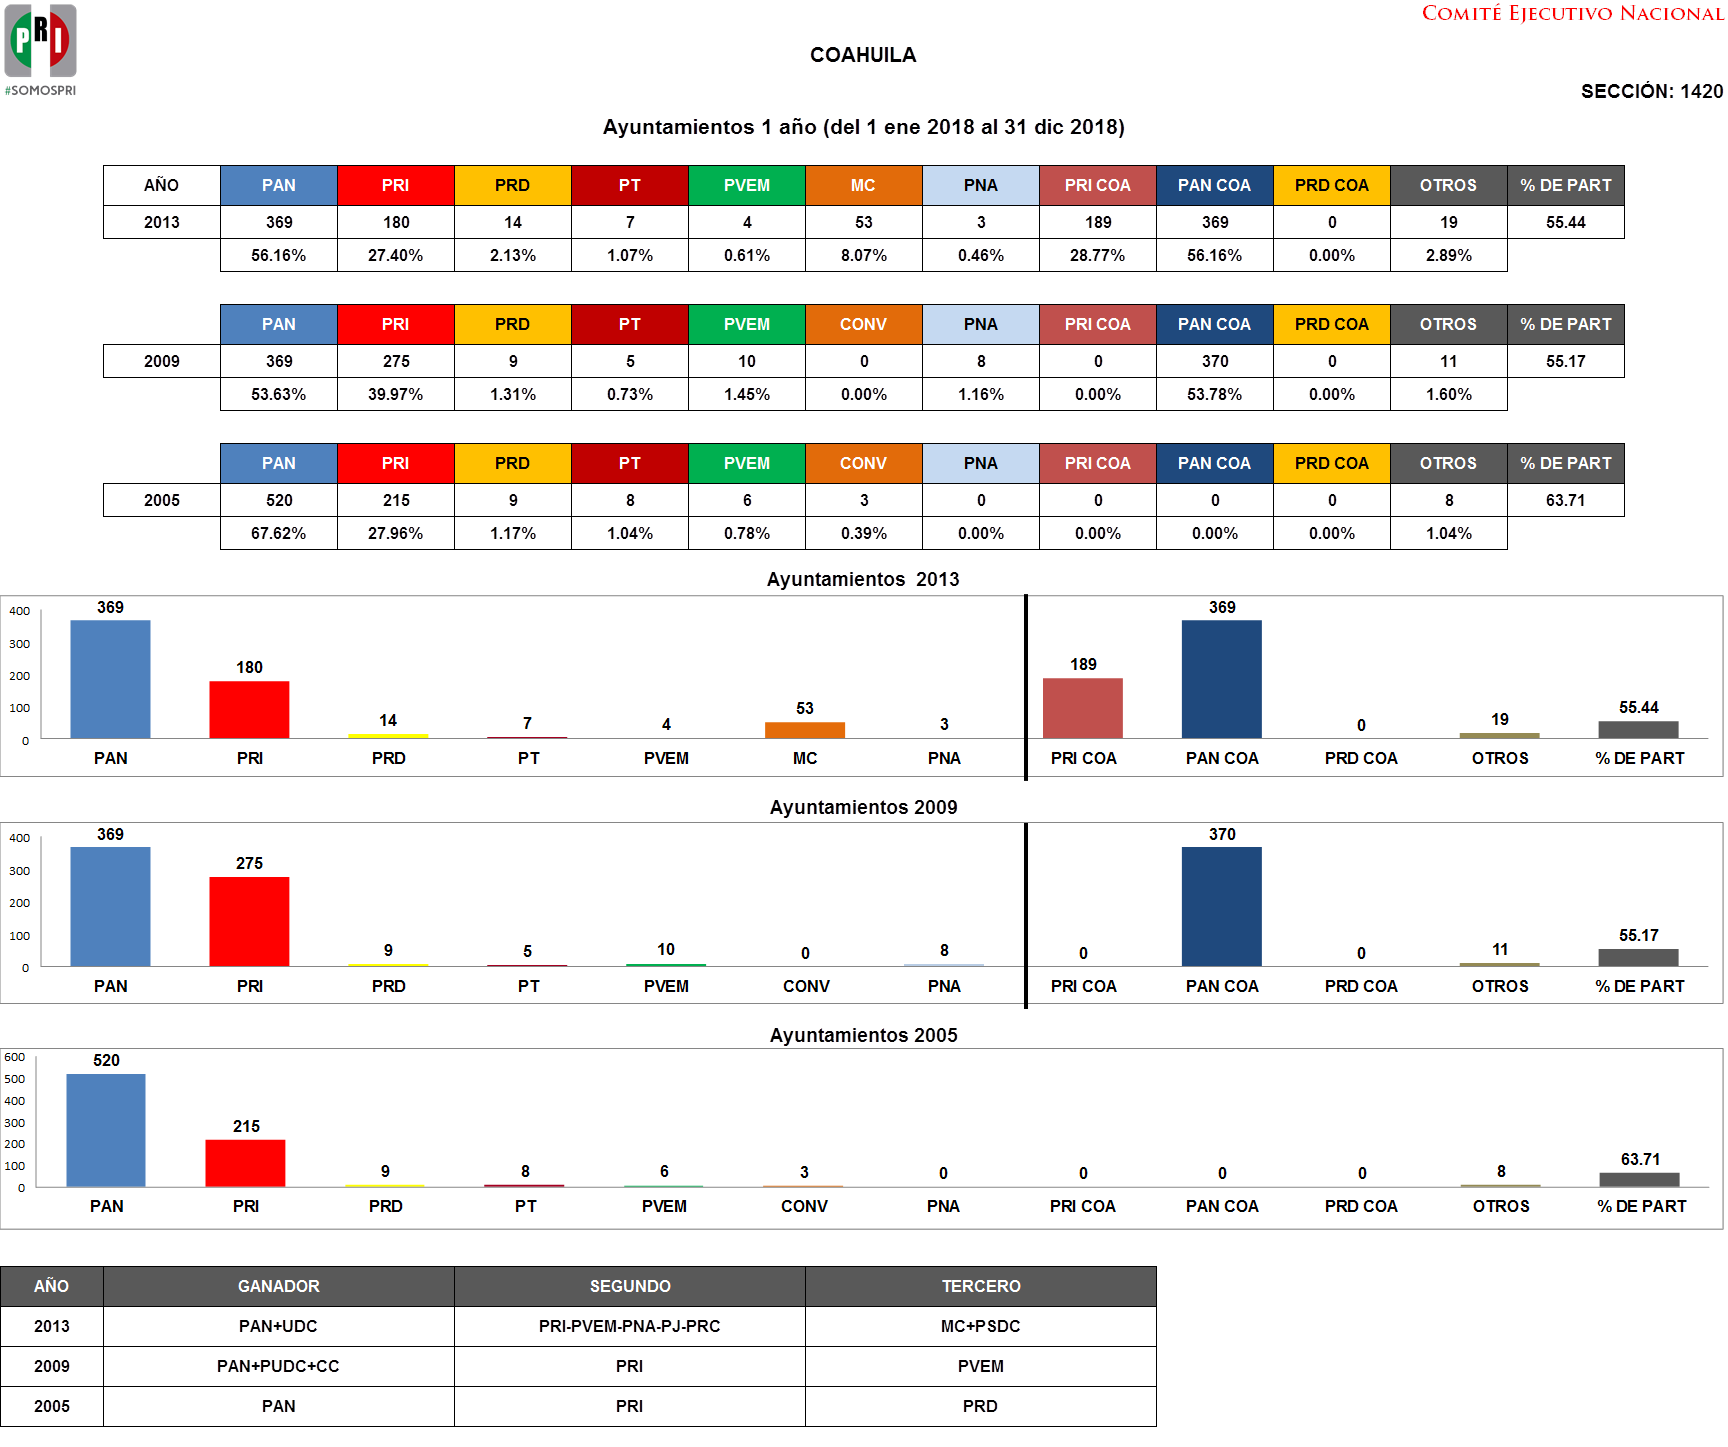 COMITÉ EJECUTIVO NACIONAL
PRI
#SOMOSPRI
COAHUILA
SECCIÓN: 1420
Ayuntamientos 1 año (del 1 ene 2018 al 31 dic 2018)
AÑO PAN PRI PRD PT PVEM MC PNA PRI COA PAN COA PRD COA OTROS % DE PART
2013 369 180 14 7 4 53 3 189 369 0 19 55.44
56.16% 27.40% 2.13% 1.07% 0.61% 8.07% 0.46% 28.77% 56.16% 0.00% 2.89%
PAN PRI PRD PT PVEM CONV PNA PRI COA PAN COA PRD COA OTROS % DE PART
2009 369 275 9 5 10 0 8 0 370 0 11 55.17
53.63% 39.97% 1.31% 0.73% 1.45% 0.00% 1.16% 0.00% 53.78% 0.00% 1.60%
PAN PRI PRD PT PVEM CONV PNA PRI COA PAN COA PRD COA OTROS % DE PART
2005 520 215 9 8 6 3 0 0 0 0 8 63.71
67.62% 27.96% 1.17% 1.04% 0.78% 0.39% 0.00% 0.00% 0.00% 0.00% 1.04%
Ayuntamientos 2013
400
300
200
100
0
369 180 14 7 4 53 3 189 369 0 19 55.44
PAN PRI PRD PT PVEM MC PNA PRI COA PAN COA PRD COA OTROS % DE PART
Ayuntamientos 2009
400
300
200
100
0
369 275 9 5 10 0 8 0 370 0 11 55.17
PAN PRI PRD PT PVEM CONV PNA PRI COA PAN COA PRD COA OTROS % DE PART
Ayuntamientos 2005
600
500
400
300
200
100
0
520 215 9 8 6 3 0 0 0 0 8 63.71
PAN PRI PRD PT PVEM CONV PNA PRI COA PAN COA PRD COA OTROS % DE PART
AÑO GANADOR SEGUNDO TERCERO
2013 PAN+UDC PRI-PVEM-PNA-PJ-PRC MC+PSDC
2009 PAN+PUDC+CC PRI PVEM
2005 PAN PRI PRD